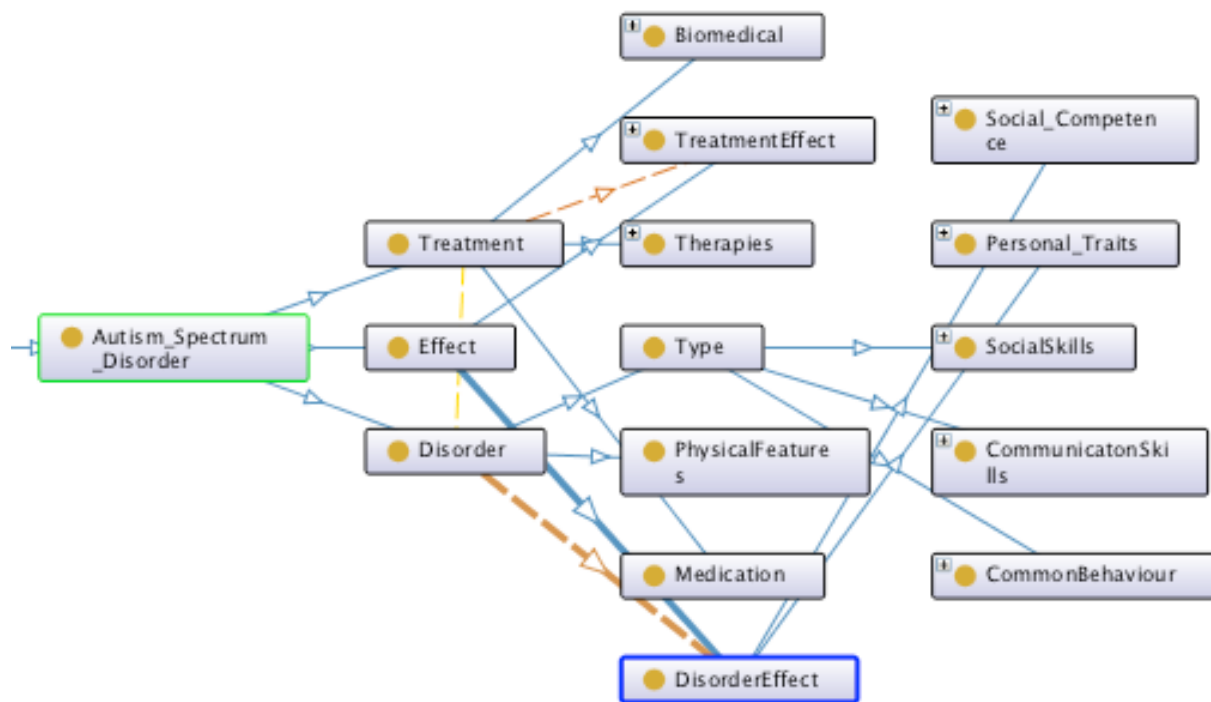 Biomedical
Social_Competen
ce
TreatmentEffect
Treatment
Therapies
Personal_Traits
Autism_Spectrum
_Disorder
Effect
Type
SocialSkills
Disorder
PhysicalFeature
s
CommunicatonSki
lls
Medication
CommonBehaviour
DisorderEffect